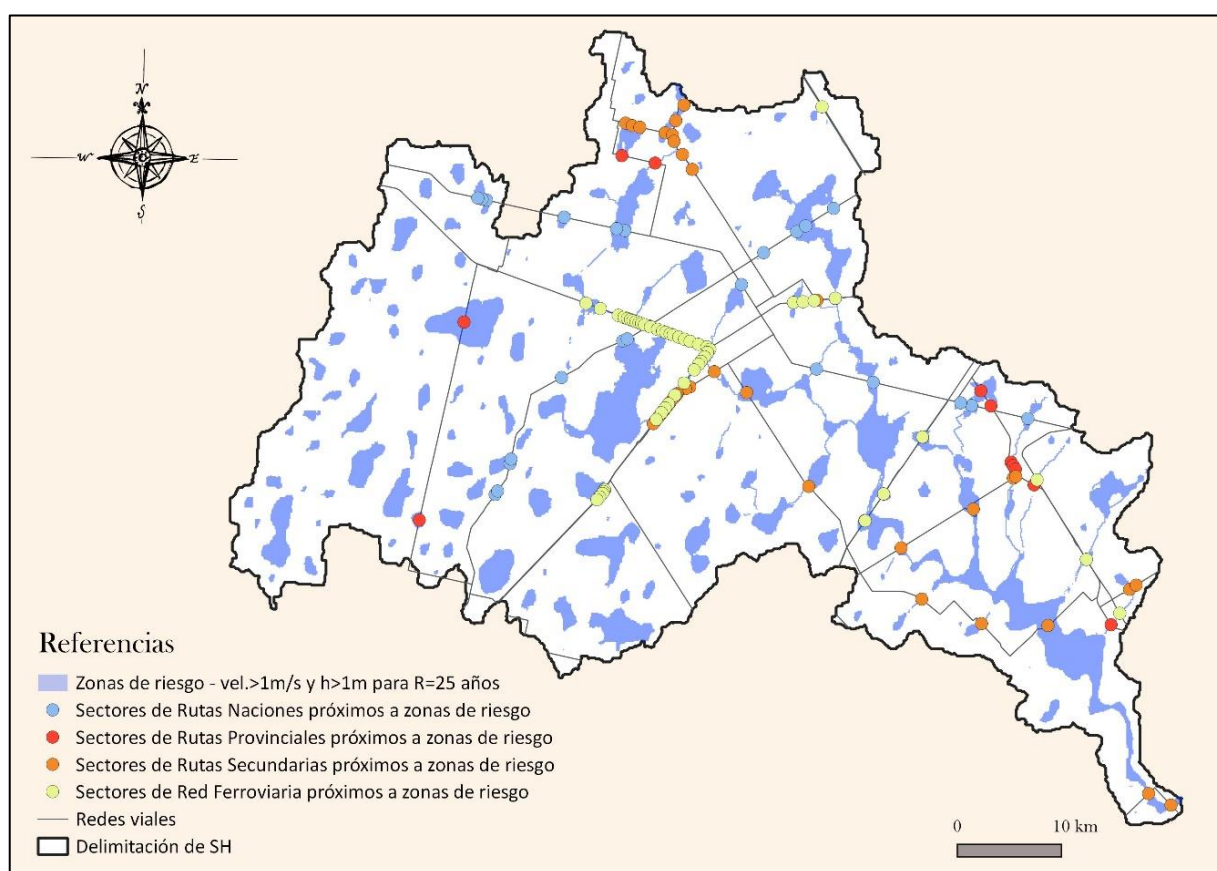 N
W
E
S
Referencias
Zonas de riesgo - vel.>1m/s y h>1m para R=25 años
Sectores de Rutas Naciones próximos a zonas de riesgo
Sectores de Rutas Provinciales próximos a zonas de riesgo
Sectores de Rutas Secundarias próximos a zonas de riesgo
Sectores de Red Ferroviaria próximos a zonas de riesgo
Redes viales
Delimitación de SH
0 10 km